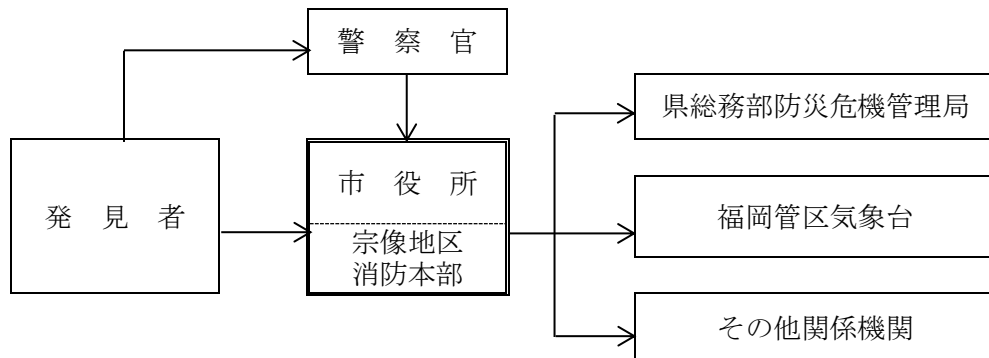 警察官
県総務部防災危機管理局
発見者
市役所
宗像地区
消防本部
福岡管区気象台
その他関係機関